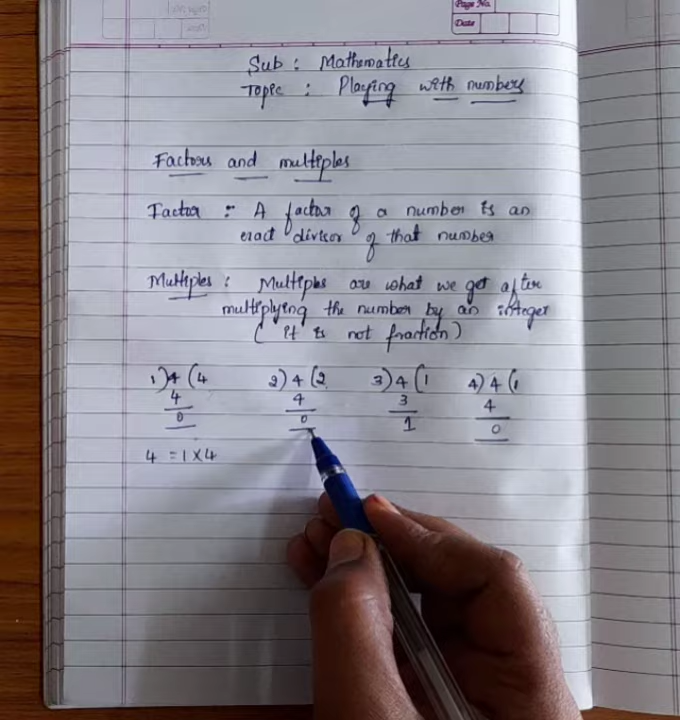 Page No.
Date
Sub : Mathematics
Topic : Playing with numbers
Factors and multiples
Factor :- A factor of a number is an
exact divisor of that number
Multiples : Multiples are what we get after
multiplying the number by an integer
( it is not fraction )
1) 4 ( 4 2) 4 ( 2 3) 4 ( 1 4) 4 ( 1
4 4 3 4
0 0 1 0
4 = 1 x 4